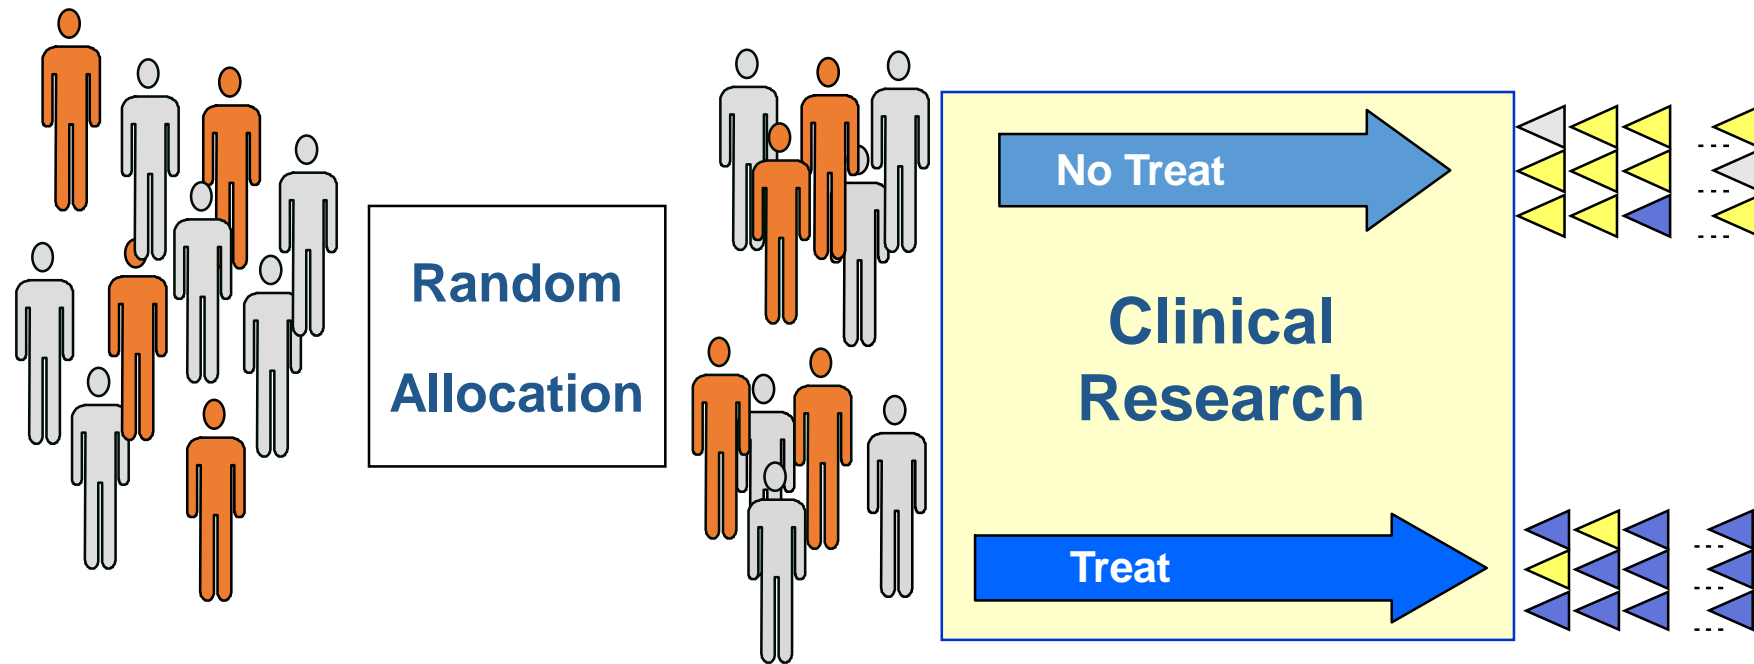 Random
Allocation
No Treat
Clinical
Research
Treat